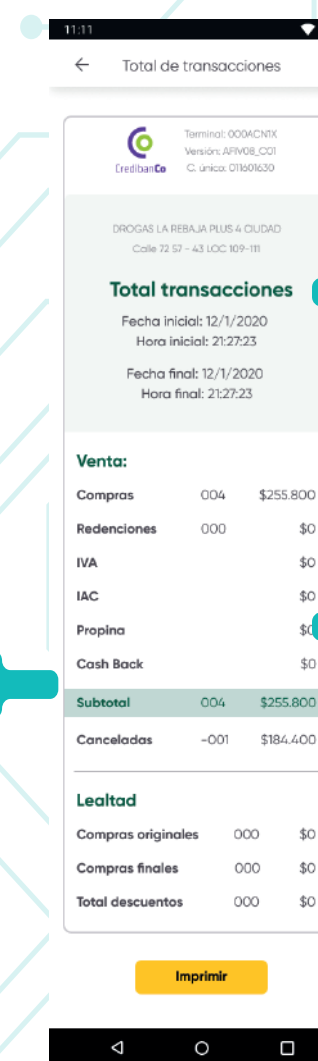 11:11
Total de transacciones
CredibanCo
Terminal: 000ACN1X
Versión: AFIV08_C01
C. único: 011601630
DROGAS LA REBAJA PLUS 4 CIUDAD
Calle 72 57 - 43 LOC 109-111
Total transacciones
Fecha inicial: 12/1/2020
Hora inicial: 21:27:23
Fecha final: 12/1/2020
Hora final: 21:27:23
Venta:
Compras 004 $255.800
Redenciones 000 $0
IVA $0
IAC $0
Propina $0
Cash Back $0
Subtotal 004 $255.800
Canceladas -001 $184.400
Lealtad
Compras originales 000 $0
Compras finales 000 $0
Total descuentos 000 $0
Imprimir